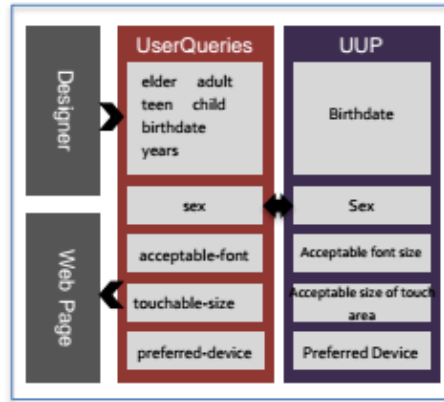 Designer
Web Page
UserQueries
elder adult
teen child
birthdate
years
sex
acceptable-font
touchable-size
preferred-device
UUP
Birthdate
Sex
Acceptable font size
Acceptable size of touch
area
Preferred Device